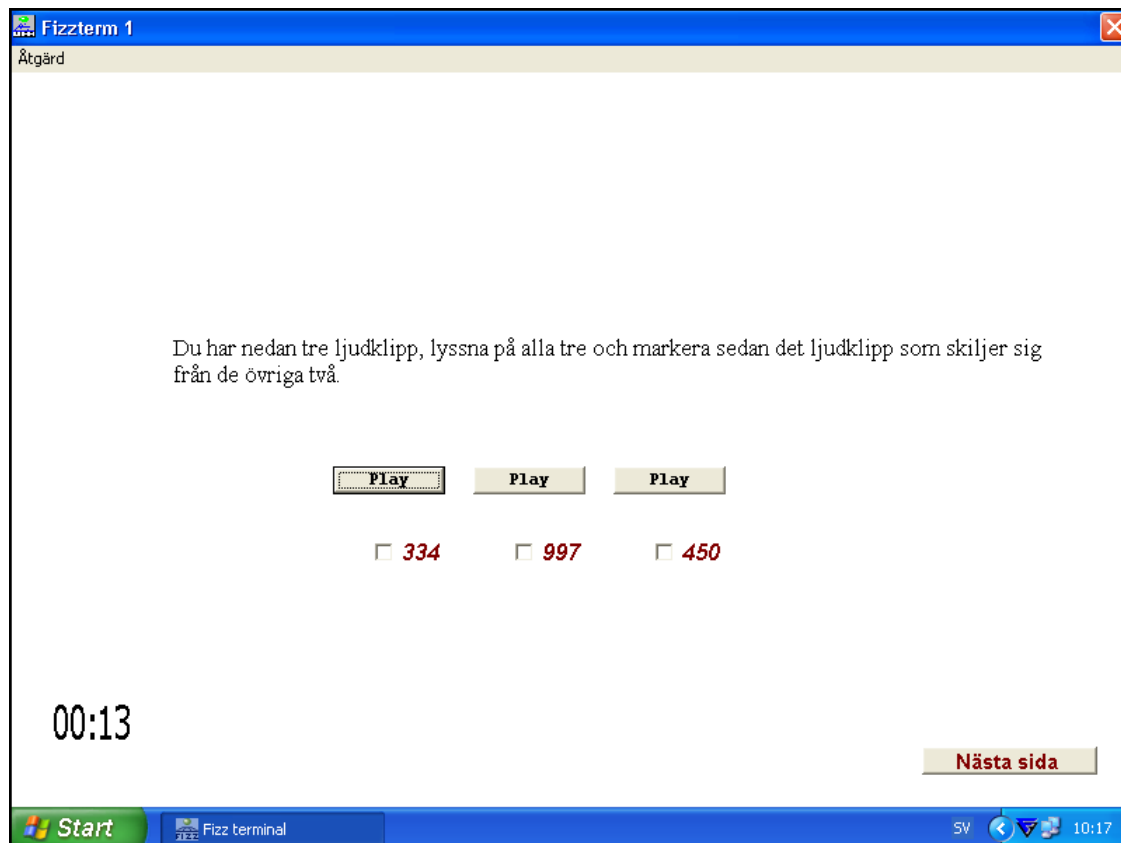 Fizzterm 1
Åtgärd
Du har nedan tre ljudklipp, lyssna på alla tre och markera sedan det ljudklipp som skiljer sig
från de övriga två.
Play Play Play
334 997 450
00:13
Nästa sida
Start Fizz terminal SV 10:17